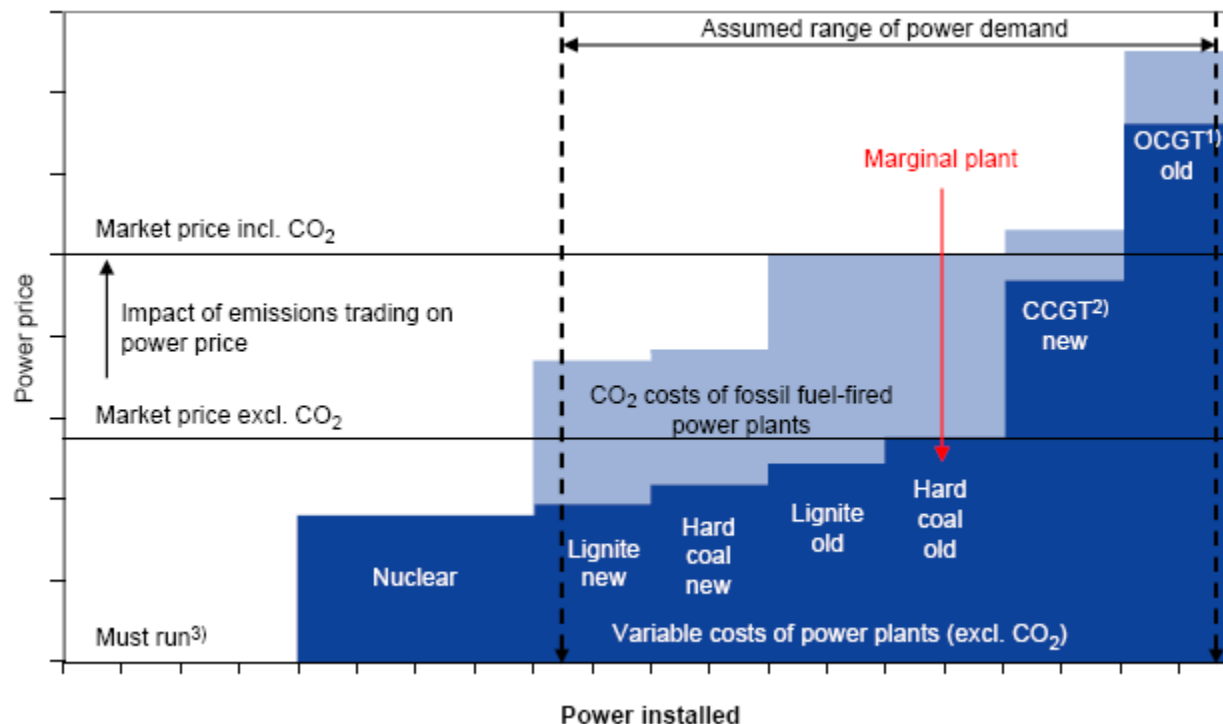 Assumed range of power demand
OCGT1)
old
Marginal plant
Market price incl. CO2
Impact of emissions trading on
power price
CCGT2)
new
Power price
CO2 costs of fossil fuel-fired
power plants
Market price excl. CO2
Hard
coal
old
Lignite
old
Hard
coal
new
Lignite
new
Nuclear
Must run3)
Variable costs of power plants (excl. CO2)
Power installed